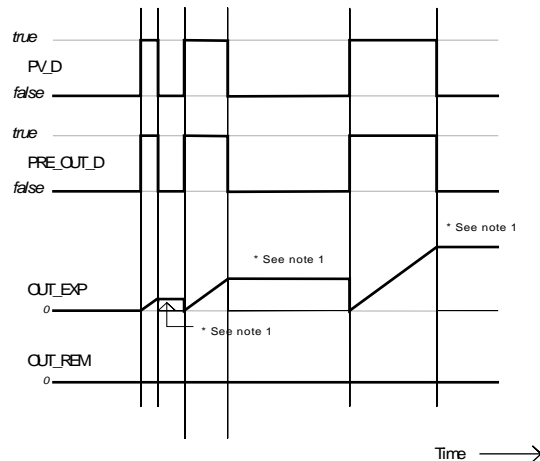 true
PV_D
false
true
PRE_OUT_D
false
* See note 1
* See note 1
OUT_EXP
0
* See note 1
OUT_REM
0
Time